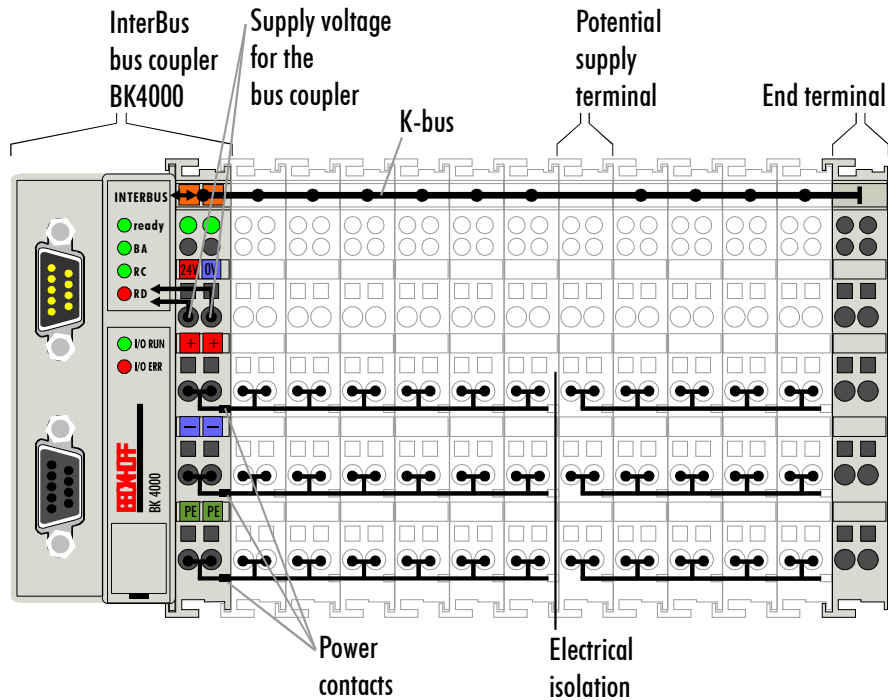 InterBus
bus coupler
BK4000
Supply voltage
for the
bus coupler
K-bus
Potential
supply
terminal
End terminal
INTERBUS
ready
BA
RC
RD
I/O RUN
I/O ERR
24V 0V
+ +
− −
PE PE
BECKHOFF
BK 4000
Power
contacts
Electrical
isolation